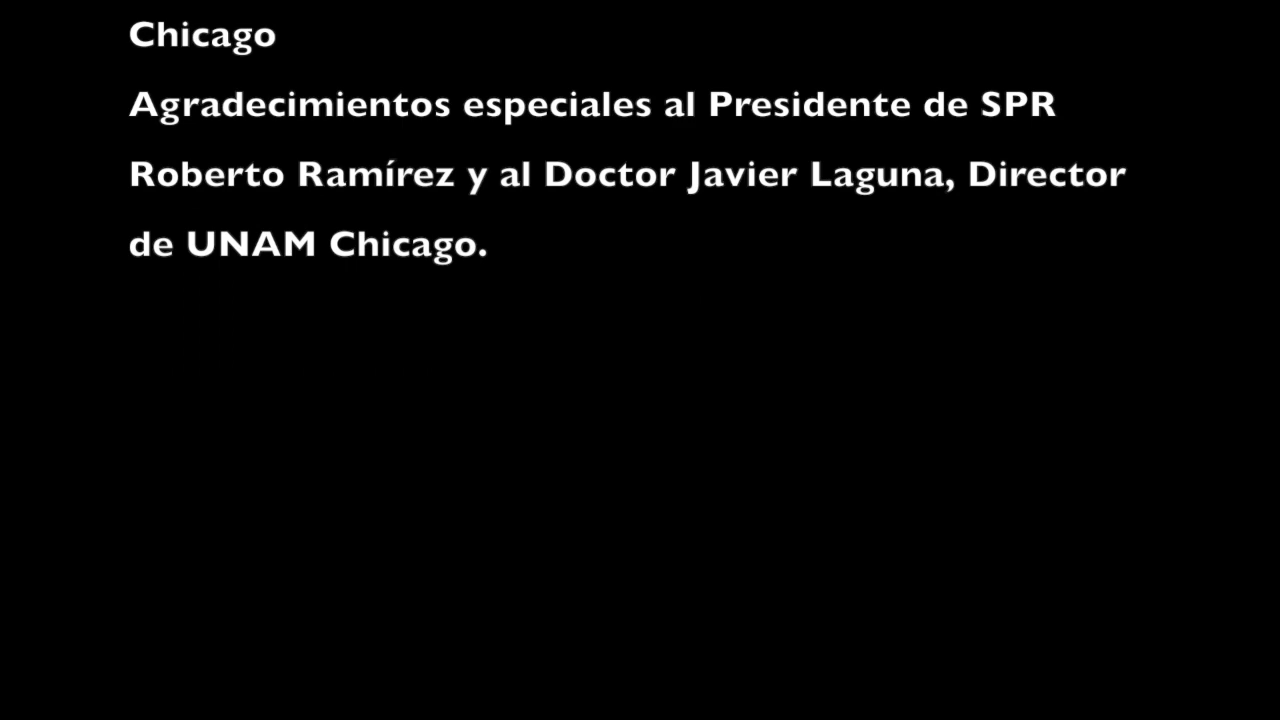 Chicago
Agradecimientos especiales al Presidente de SPR
Roberto Ramírez y al Doctor Javier Laguna, Director
de UNAM Chicago.